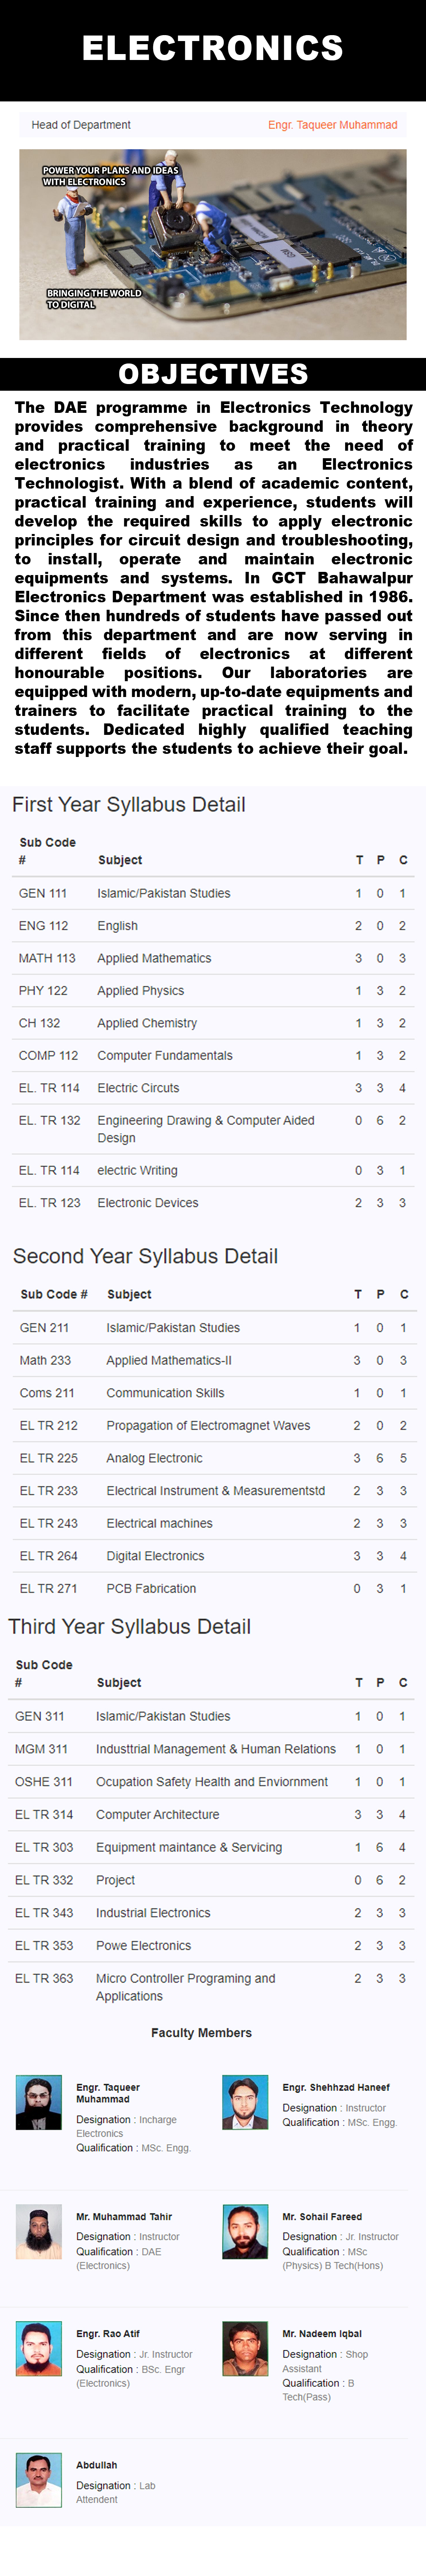 ELECTRONICS
Head of Department Engr. Taqueer Muhammad
POWER YOUR PLANS AND IDEAS
WITH ELECTRONICS
BRINGING THE WORLD
TO DIGITAL
OBJECTIVES
The DAE programme in Electronics Technology
provides comprehensive background in theory
and practical training to meet the need of
electronics industries as an Electronics
Technologist. With a blend of academic content,
practical training and experience, students will
develop the required skills to apply electronic
principles for circuit design and troubleshooting,
to install, operate and maintain electronic
equipments and systems. In GCT Bahawalpur
Electronics Department was established in 1986.
Since then hundreds of students have passed out
from this department and are now serving in
different fields of electronics at different
honourable positions. Our laboratories are
equipped with modern, up-to-date equipments and
trainers to facilitate practical training to the
students. Dedicated highly qualified teaching
staff supports the students to achieve their goal.
First Year Syllabus Detail
Sub Code
# Subject T P C
GEN 111 Islamic/Pakistan Studies 1 0 1
ENG 112 English 2 0 2
MATH 113 Applied Mathematics 3 0 3
PHY 122 Applied Physics 1 3 2
CH 132 Applied Chemistry 1 3 2
COMP 112 Computer Fundamentals 1 3 2
EL. TR 114 Electric Circuts 3 3 4
EL. TR 132 Engineering Drawing & Computer Aided 0 6 2
Design
EL. TR 114 electric Writing 0 3 1
EL. TR 123 Electronic Devices 2 3 3
Second Year Syllabus Detail
Sub Code # Subject T P C
GEN 211 Islamic/Pakistan Studies 1 0 1
Math 233 Applied Mathematics-II 3 0 3
Coms 211 Communication Skills 1 0 1
EL TR 212 Propagation of Electromagnet Waves 2 0 2
EL TR 225 Analog Electronic 3 6 5
EL TR 233 Electrical Instrument & Measurementstd 2 3 3
EL TR 243 Electrical machines 2 3 3
EL TR 264 Digital Electronics 3 3 4
EL TR 271 PCB Fabrication 0 3 1
Third Year Syllabus Detail
Sub Code
# Subject T P C
GEN 311 Islamic/Pakistan Studies 1 0 1
MGM 311 Industtrial Management & Human Relations 1 0 1
OSHE 311 Ocupation Safety Health and Enviornment 1 0 1
EL TR 314 Computer Architecture 3 3 4
EL TR 303 Equipment maintance & Servicing 1 6 4
EL TR 332 Project 0 6 2
EL TR 343 Industrial Electronics 2 3 3
EL TR 353 Powe Electronics 2 3 3
EL TR 363 Micro Controller Programing and 2 3 3
Applications
Faculty Members
Engr. Taqueer
Muhammad
Designation : Incharge
Electronics
Qualification : MSc. Engg.
Engr. Shehhzad Haneef
Designation : Instructor
Qualification : MSc. Engg.
Mr. Muhammad Tahir
Designation : Instructor
Qualification : DAE
(Electronics)
Mr. Sohail Fareed
Designation : Jr. Instructor
Qualification : MSc
(Physics) B Tech(Hons)
Engr. Rao Atif
Designation : Jr. Instructor
Qualification : BSc. Engr
(Electronics)
Mr. Nadeem Iqbal
Designation : Shop
Assistant
Qualification : B
Tech(Pass)
Abdullah
Designation : Lab
Attendent